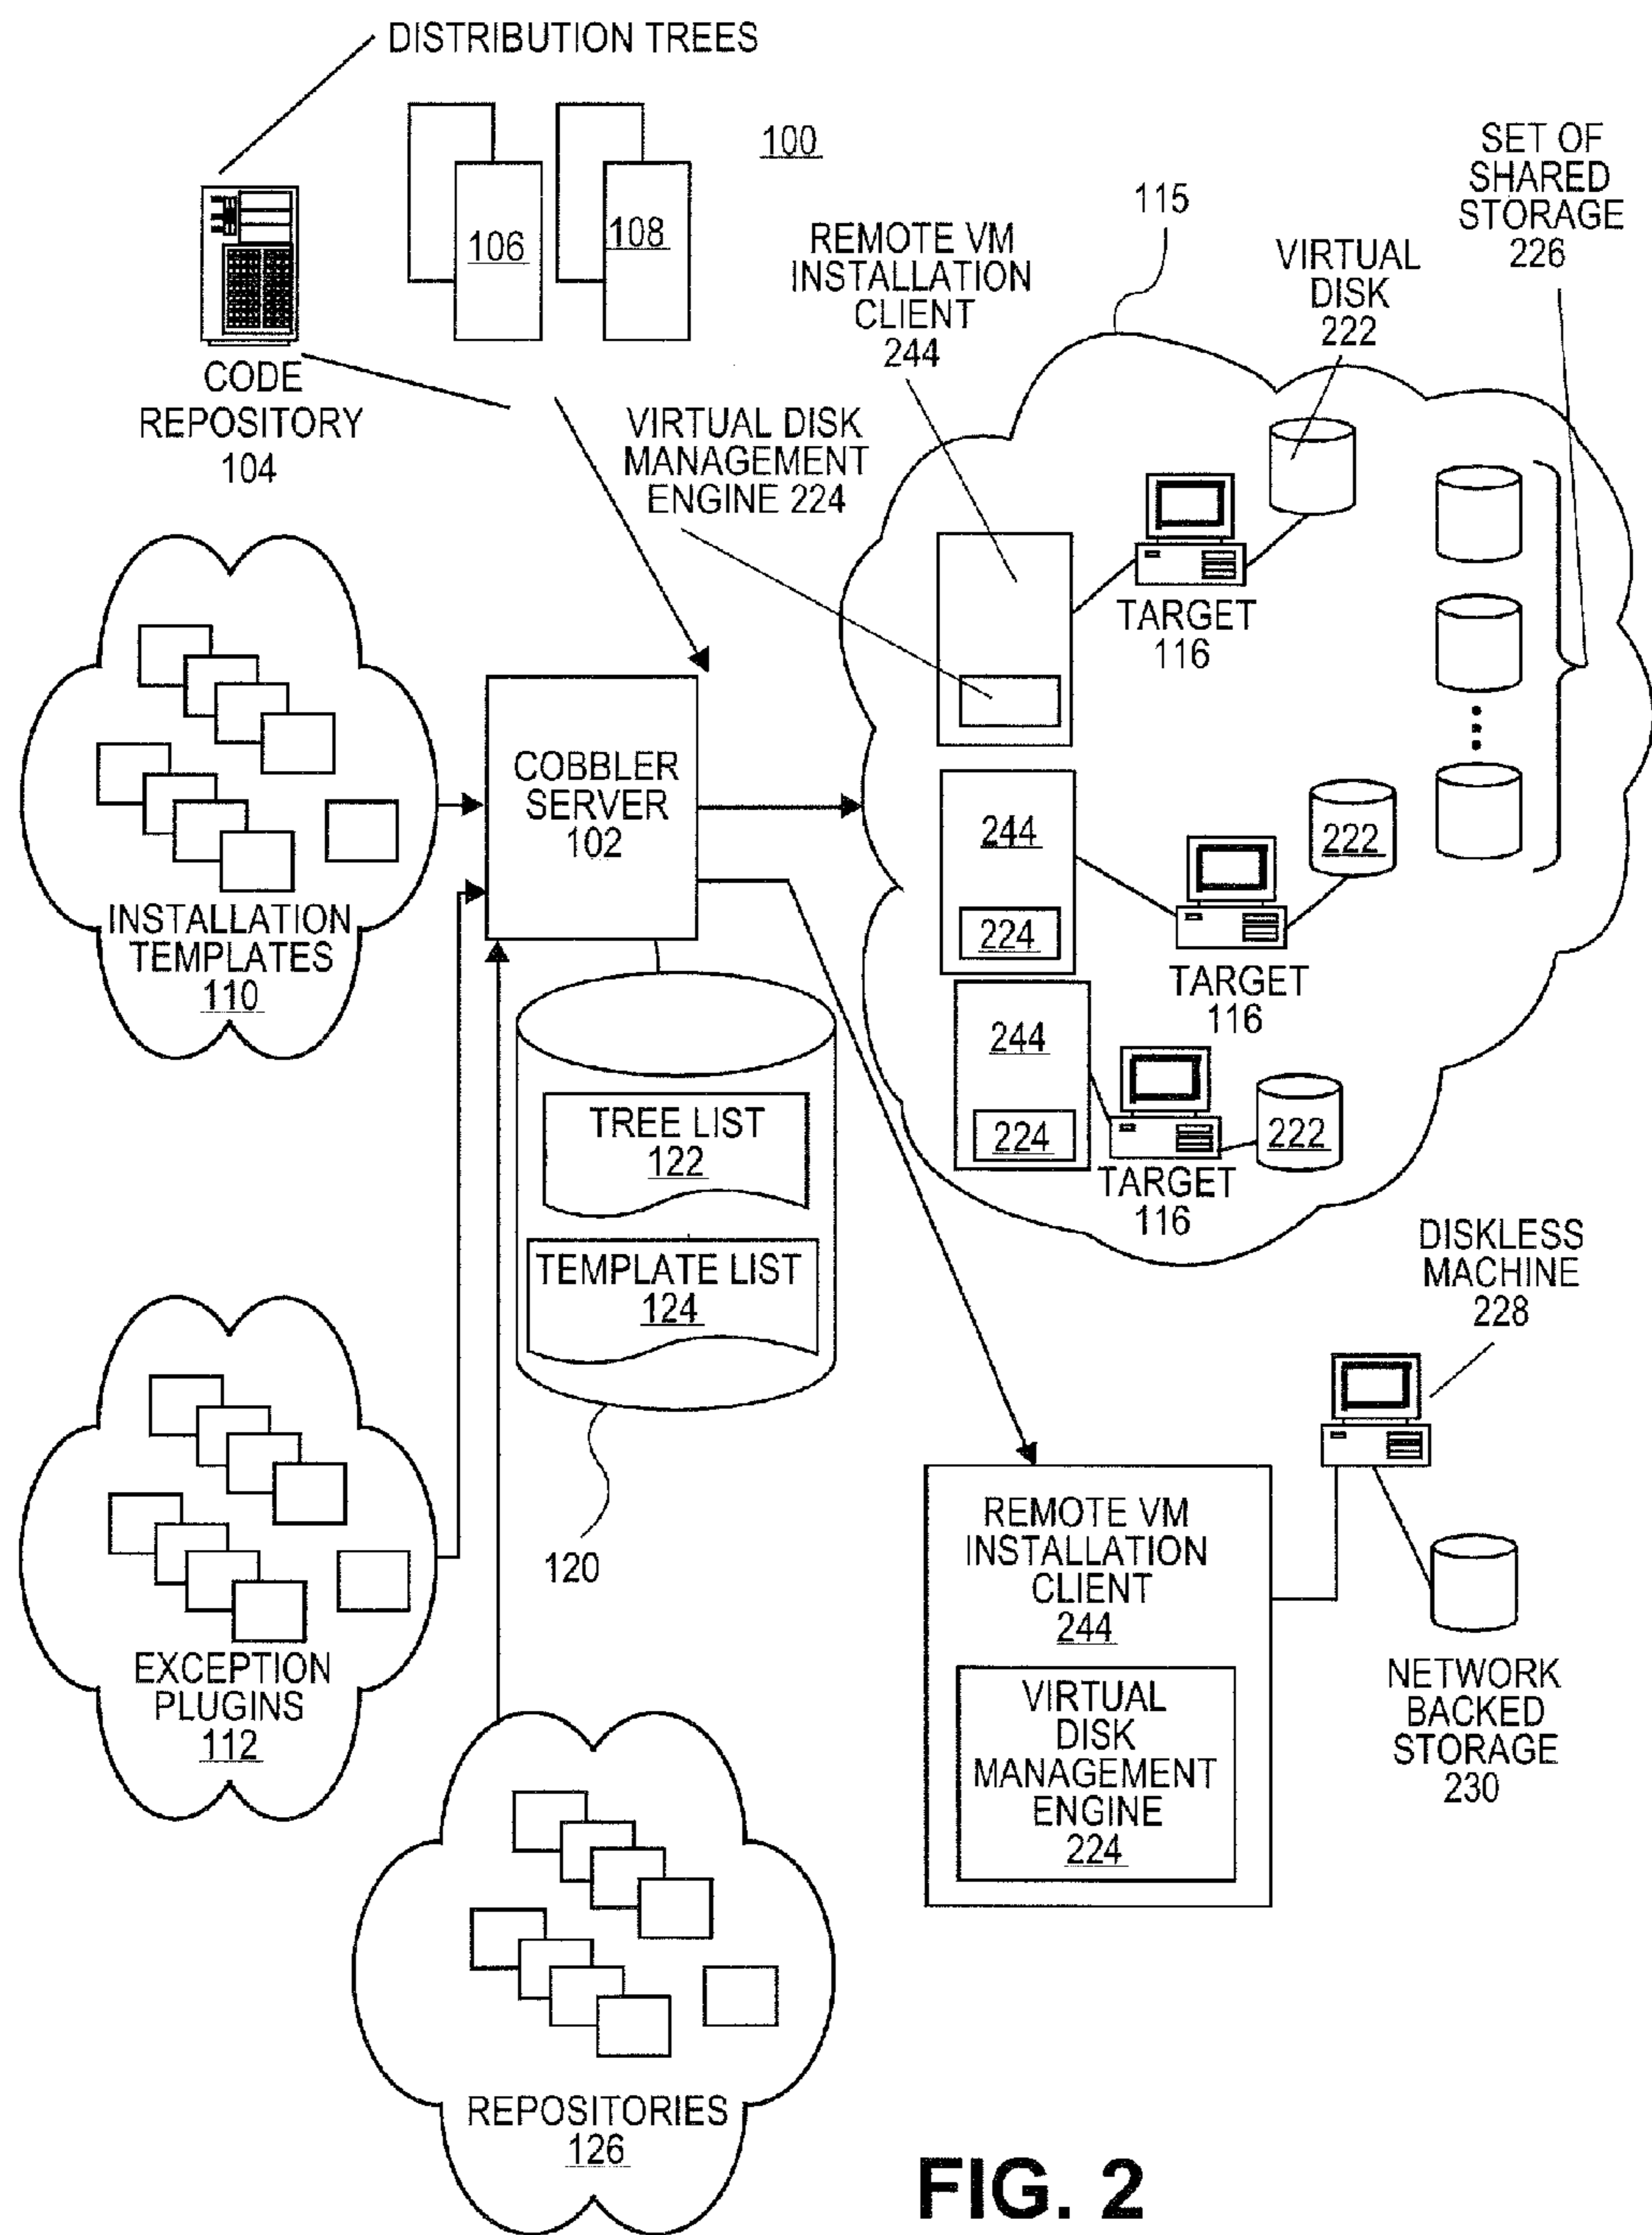 DISTRIBUTION TREES
100
106
108
CODE
REPOSITORY
104
115
SET OF
SHARED
STORAGE
226
REMOTE VM
INSTALLATION
CLIENT
244
VIRTUAL
DISK
222
VIRTUAL DISK
MANAGEMENT
ENGINE 224
TARGET
116
COBBLER
SERVER
102
244
224
222
TARGET
116
INSTALLATION
TEMPLATES
110
244
224
222
TARGET
116
TREE LIST
122
TEMPLATE LIST
124
120
DISKLESS
MACHINE
228
EXCEPTION
PLUGINS
112
REMOTE VM
INSTALLATION
CLIENT
244
VIRTUAL
DISK
MANAGEMENT
ENGINE
224
NETWORK
BACKED
STORAGE
230
REPOSITORIES
126
FIG. 2